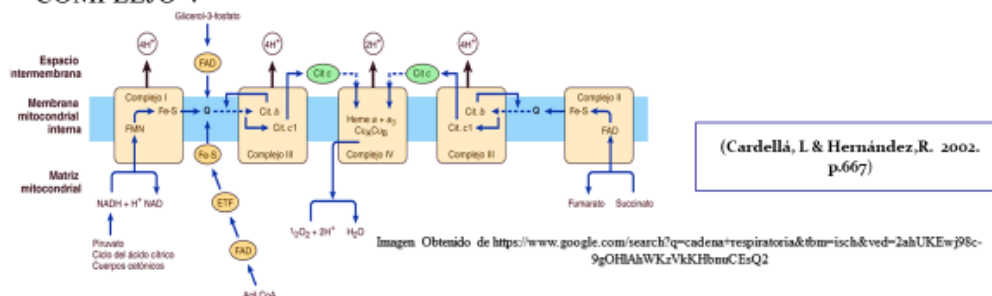 COMPLEJO V
Glicerol-3-fosfato
4H⁺
4H⁺
2H⁺
4H⁺
Espacio
intermembrana
FAD
Cit c
Cit c
Membrana
mitocondrial
interna
Complejo I
Fe-S
FMN
Q
Cit. b
Cit. c1
Complejo III
Heme a + a₃
CuₐCuB
Complejo IV
Cit. b
Cit. c1
Complejo III
Q
Complejo II
Fe-S
FAD
Matriz
mitocondrial
Fe-S
NADH + H⁺ NAD
ETF
½O₂ + 2H⁺
H₂O
Fumarato
Succinato
Piruvato
Ciclo del ácido cítrico
Cuerpos cetónicos
FAD
Acil CoA
(Cardellá, L & Hernández,R. 2002.
p.667)
Imagen Obtenido de https://www.google.com/search?q=cadena+respiratoria&tbm=isch&ved=2ahUKEwj98c-
9gOHlAhWKzVkKHbnuCEsQ2